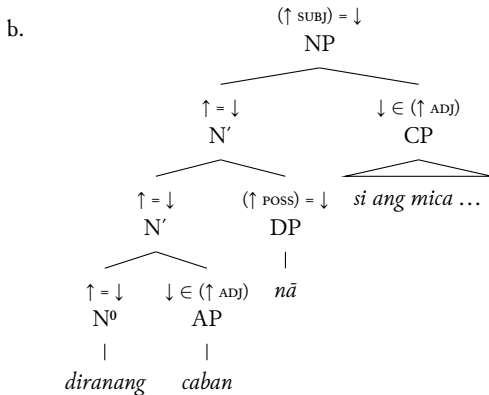 b.
(↑ SUBJ) = ↓
NP
↑ = ↓ ↓ ∈ (↑ ADJ)
N′ CP
↑ = ↓ (↑ POSS) = ↓ si ang mica …
N′ DP
↑ = ↓ ↓ ∈ (↑ ADJ) nā
N⁰ AP
diranang caban